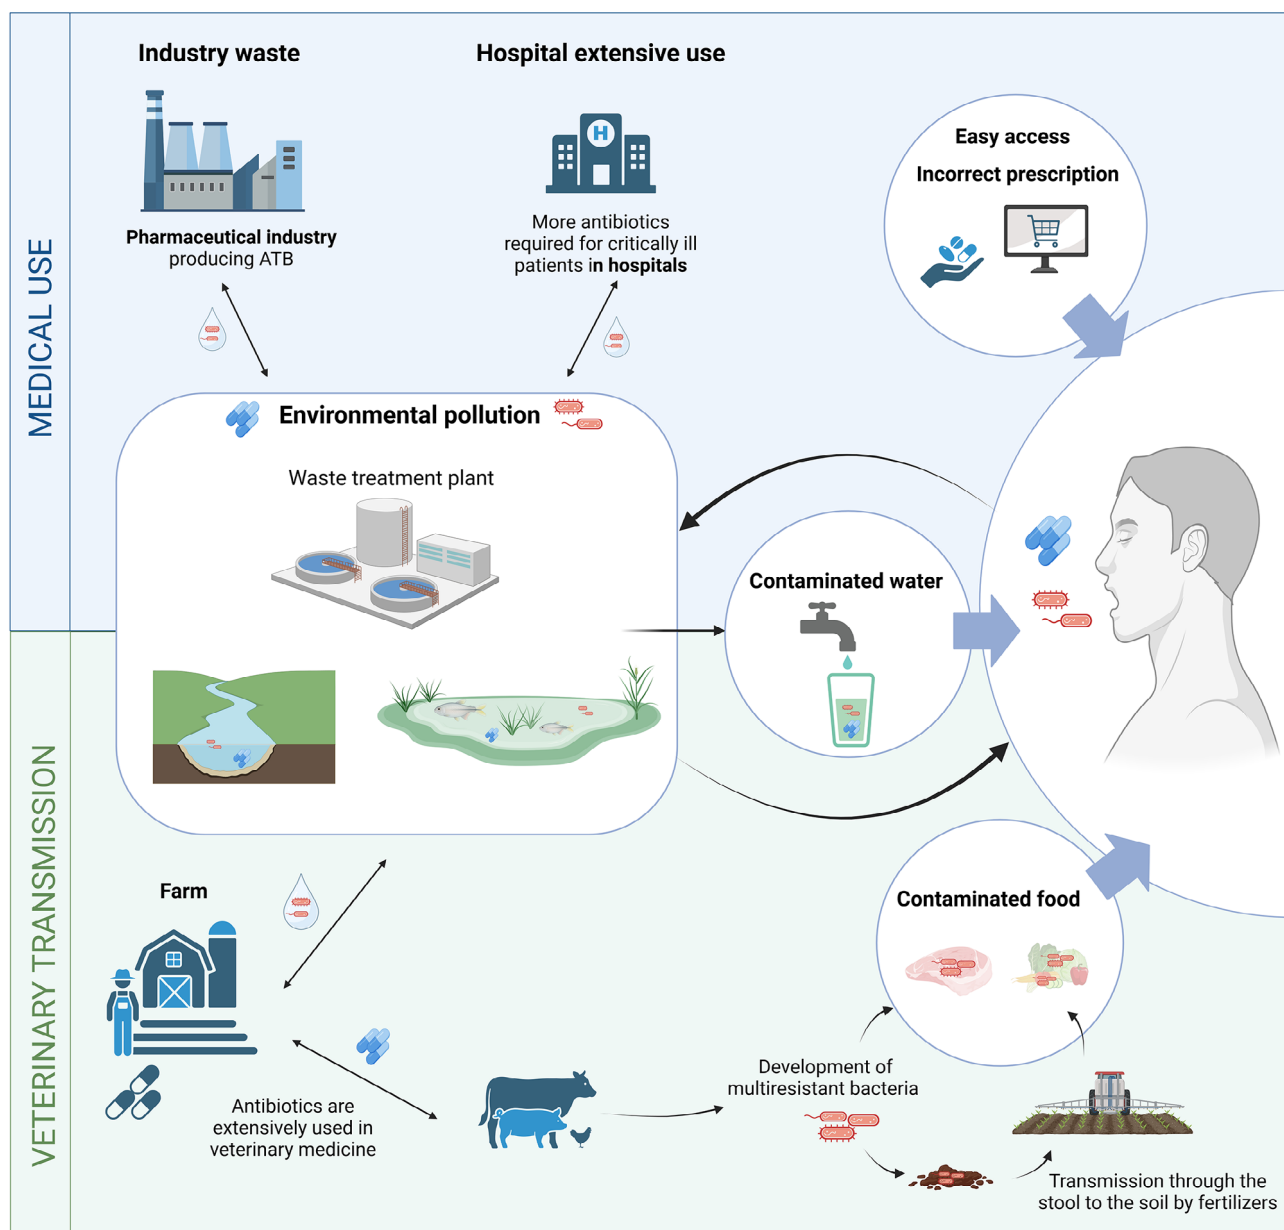 Industry waste
Hospital extensive use
Easy access
Incorrect prescription
H
Pharmaceutical industry
producing ATB
More antibiotics
required for critically ill
patients in hospitals
MEDICAL USE
Environmental pollution
Waste treatment plant
Contaminated water
VETERINARY TRANSMISSION
Farm
Contaminated food
Antibiotics are
extensively used in
veterinary medicine
Development of
multiresistant bacteria
Transmission through the
stool to the soil by fertilizers